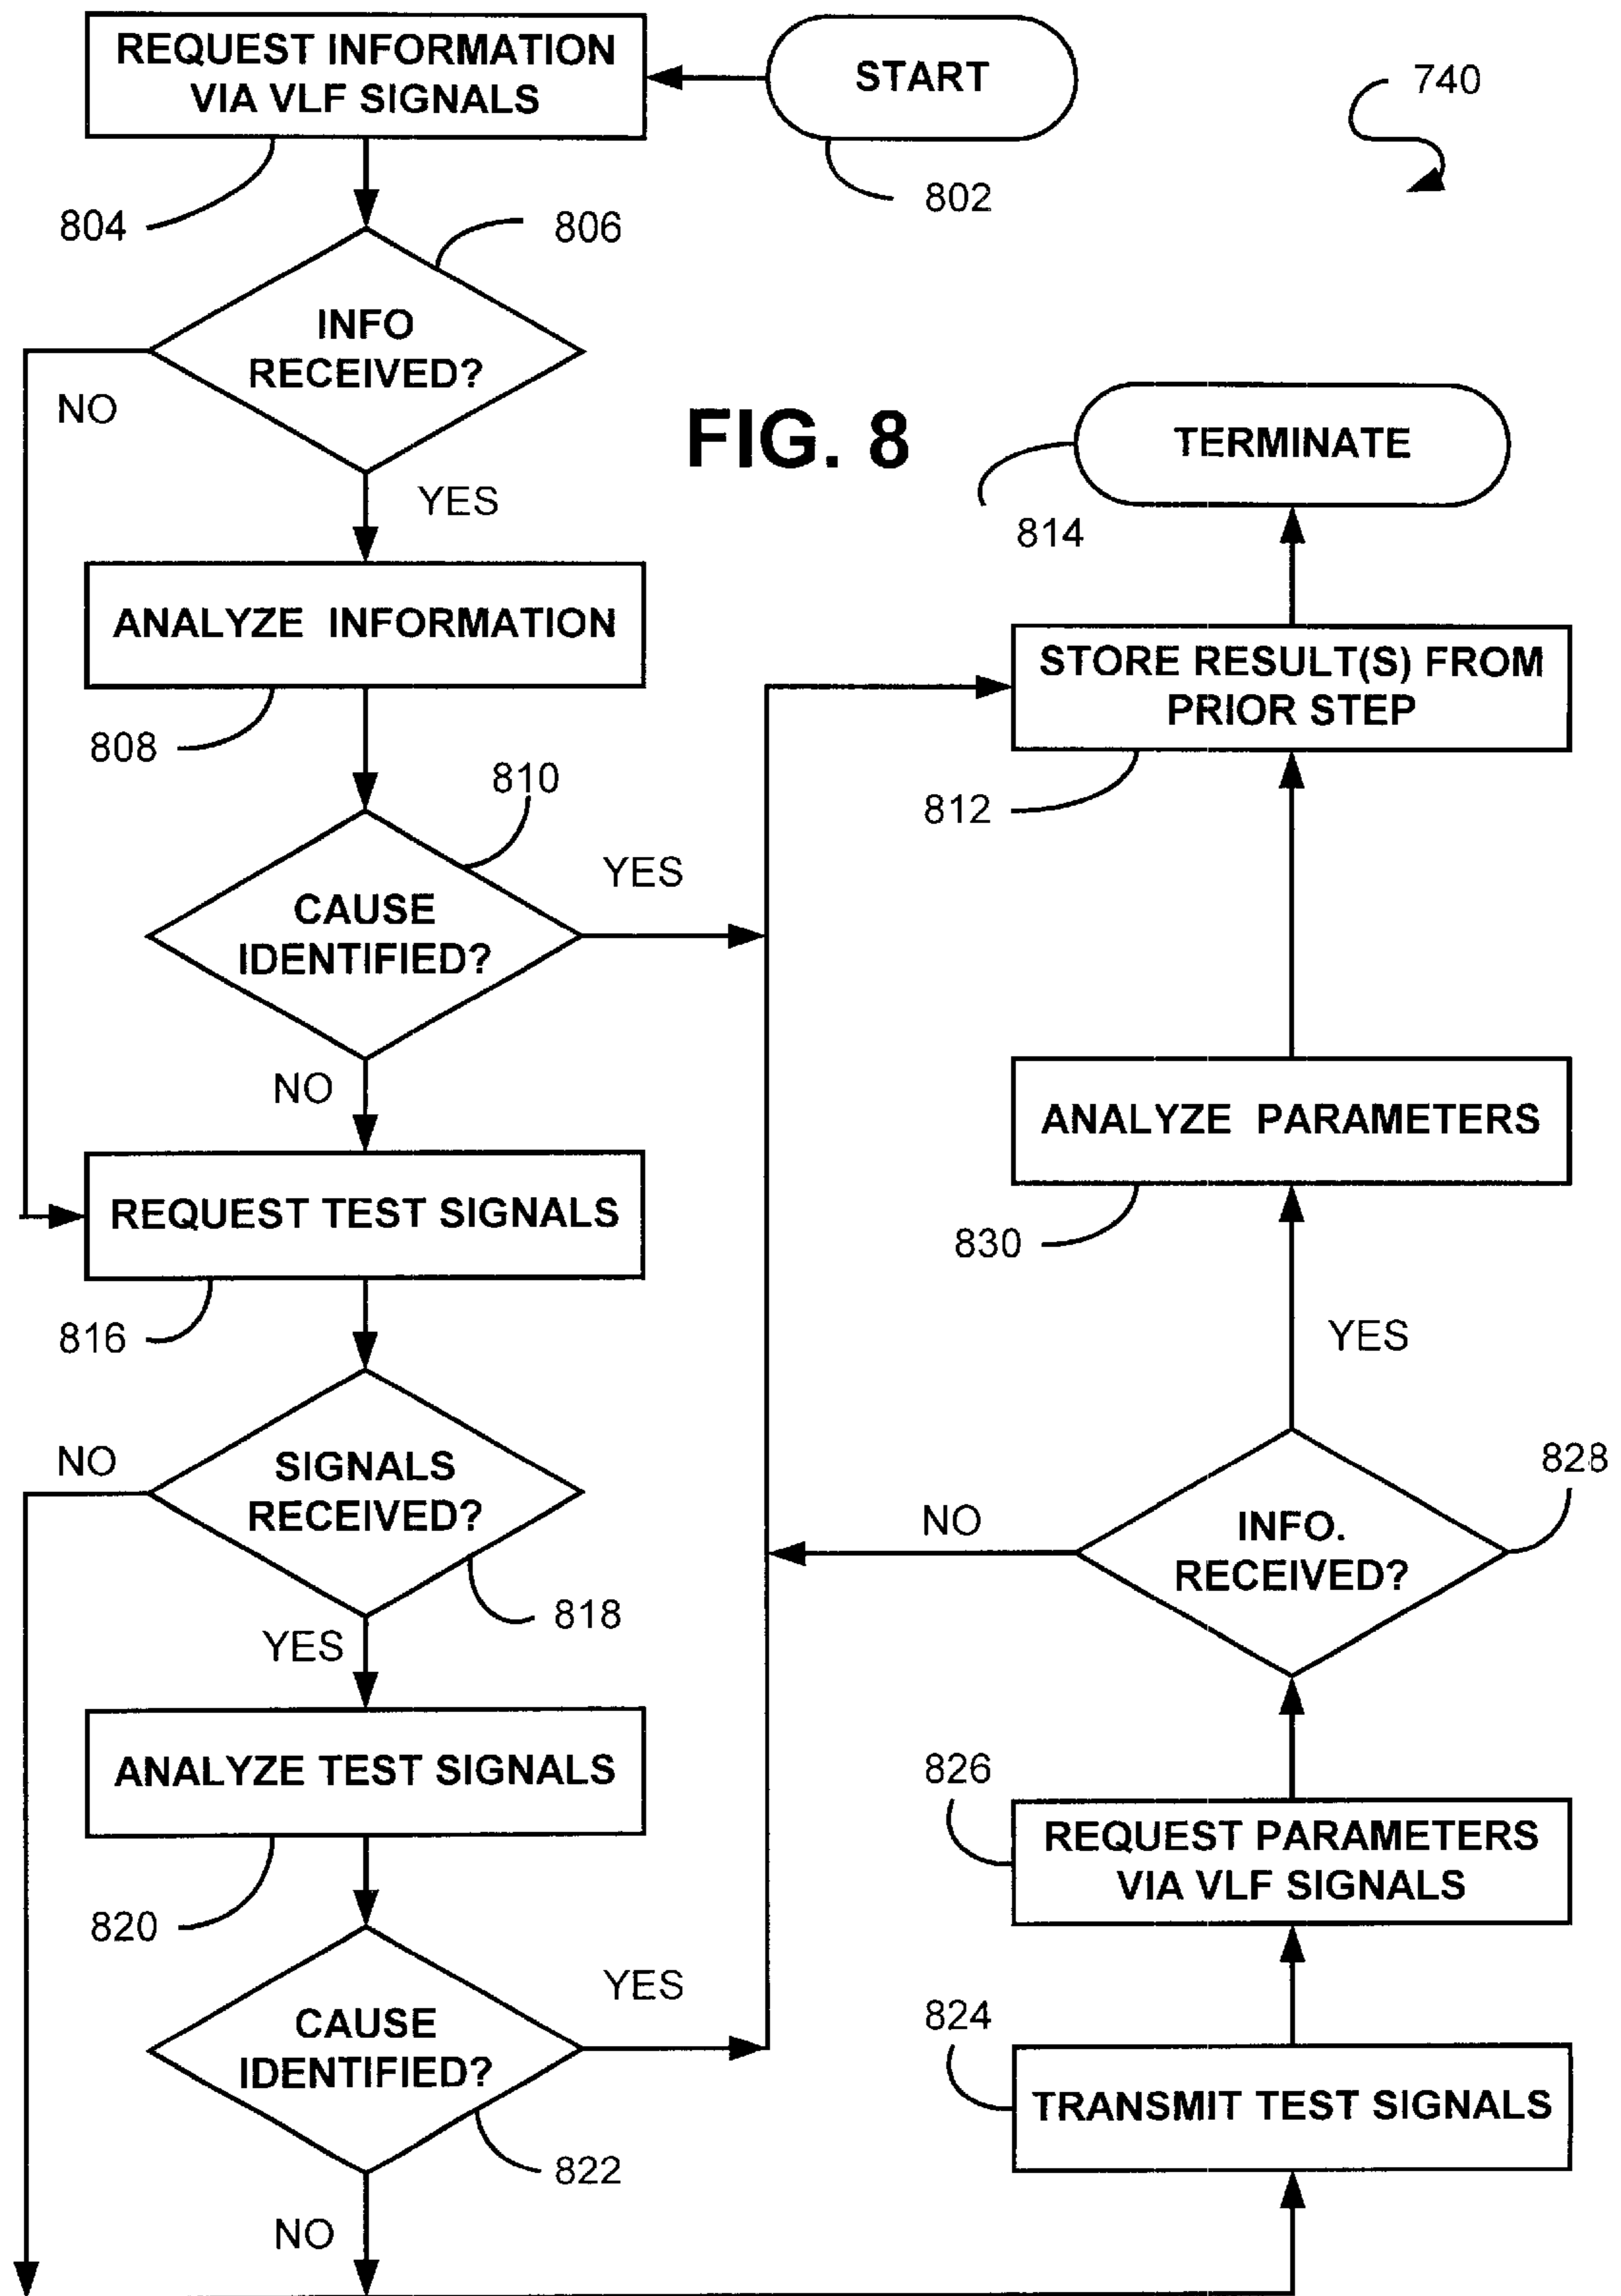 REQUEST INFORMATION
VIA VLF SIGNALS
START
740
804
802
806
INFO
RECEIVED?
NO
YES
FIG. 8
TERMINATE
814
ANALYZE INFORMATION
808
STORE RESULT(S) FROM
PRIOR STEP
812
810
CAUSE
IDENTIFIED?
YES
NO
REQUEST TEST SIGNALS
816
ANALYZE PARAMETERS
830
YES
SIGNALS
RECEIVED?
NO
818
YES
INFO.
RECEIVED?
828
NO
ANALYZE TEST SIGNALS
820
826
REQUEST PARAMETERS
VIA VLF SIGNALS
CAUSE
IDENTIFIED?
YES
822
NO
824
TRANSMIT TEST SIGNALS